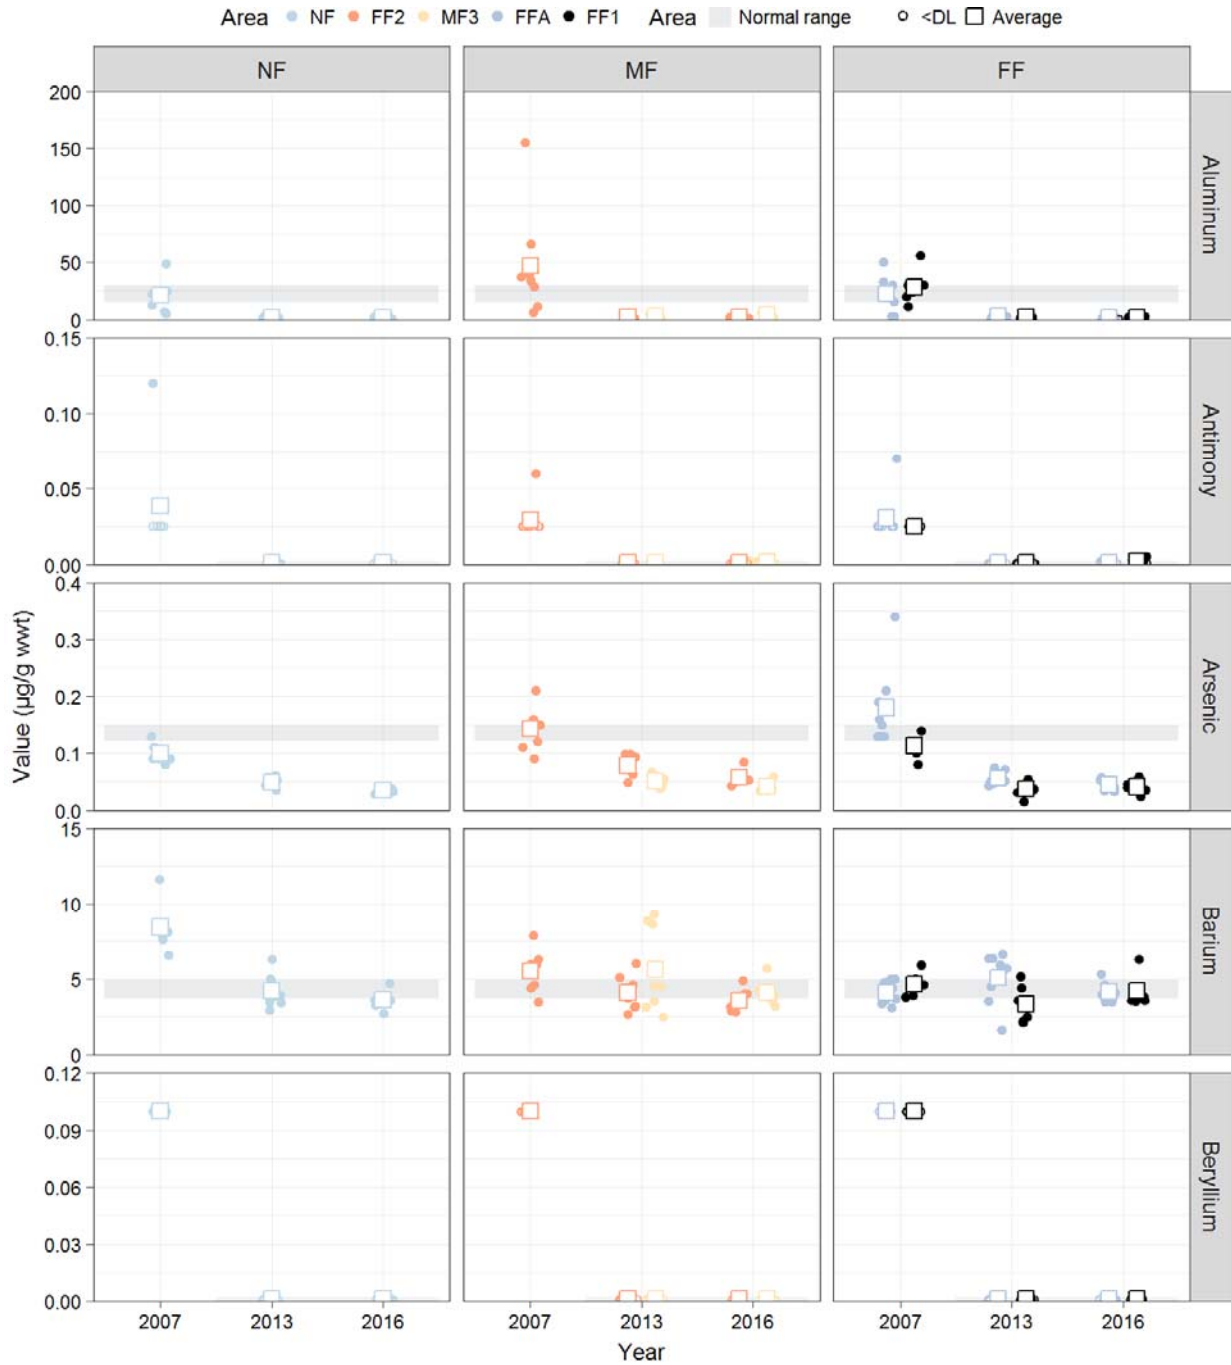 Area NF FF2 MF3 FFA FF1 Area Normal range <DL Average
NF MF FF
200
150
100
50
0
Aluminum
0.15
0.10
0.05
0.00
Antimony
0.4
0.3
0.2
0.1
0.0
Arsenic
Value (µg/g wwt)
15
10
5
0
Barium
0.12
0.09
0.06
0.03
0.00
Beryllium
2007 2013 2016 2007 2013 2016 2007 2013 2016
Year